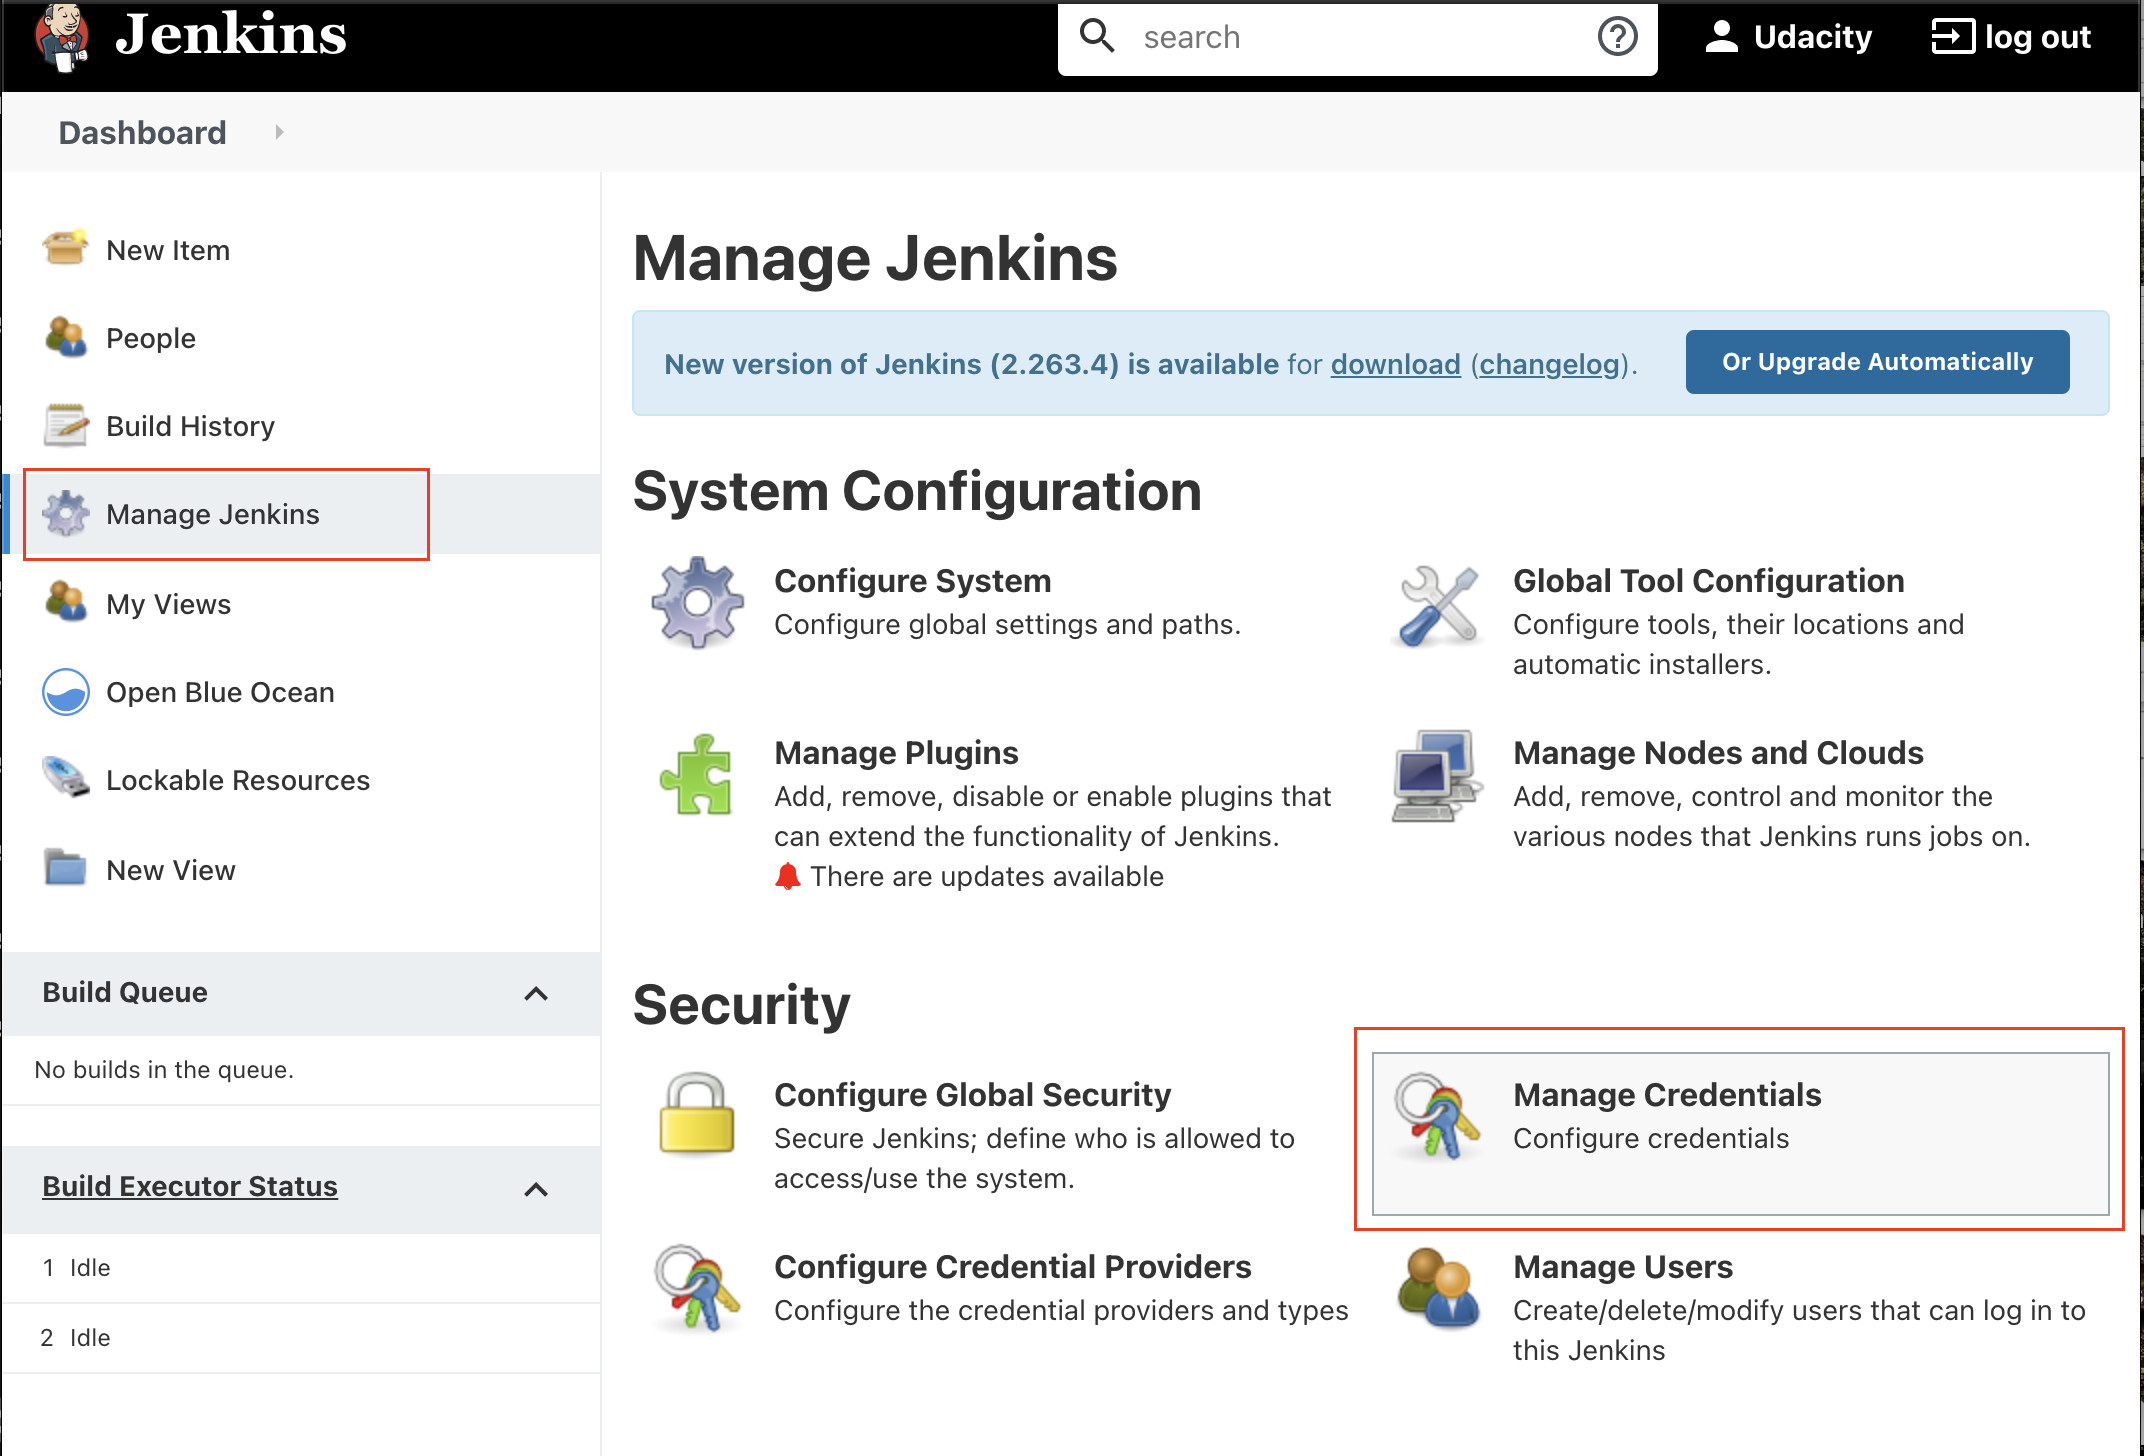 Jenkins
search
Udacity
log out
Dashboard
New Item
People
Build History
Manage Jenkins
My Views
Open Blue Ocean
Lockable Resources
New View
Build Queue
No builds in the queue.
Build Executor Status
1 Idle
2 Idle
Manage Jenkins
New version of Jenkins (2.263.4) is available for download (changelog).
Or Upgrade Automatically
System Configuration
Configure System
Configure global settings and paths.
Global Tool Configuration
Configure tools, their locations and
automatic installers.
Manage Plugins
Add, remove, disable or enable plugins that
can extend the functionality of Jenkins.
There are updates available
Manage Nodes and Clouds
Add, remove, control and monitor the
various nodes that Jenkins runs jobs on.
Security
Configure Global Security
Secure Jenkins; define who is allowed to
access/use the system.
Manage Credentials
Configure credentials
Configure Credential Providers
Configure the credential providers and types
Manage Users
Create/delete/modify users that can log in to
this Jenkins